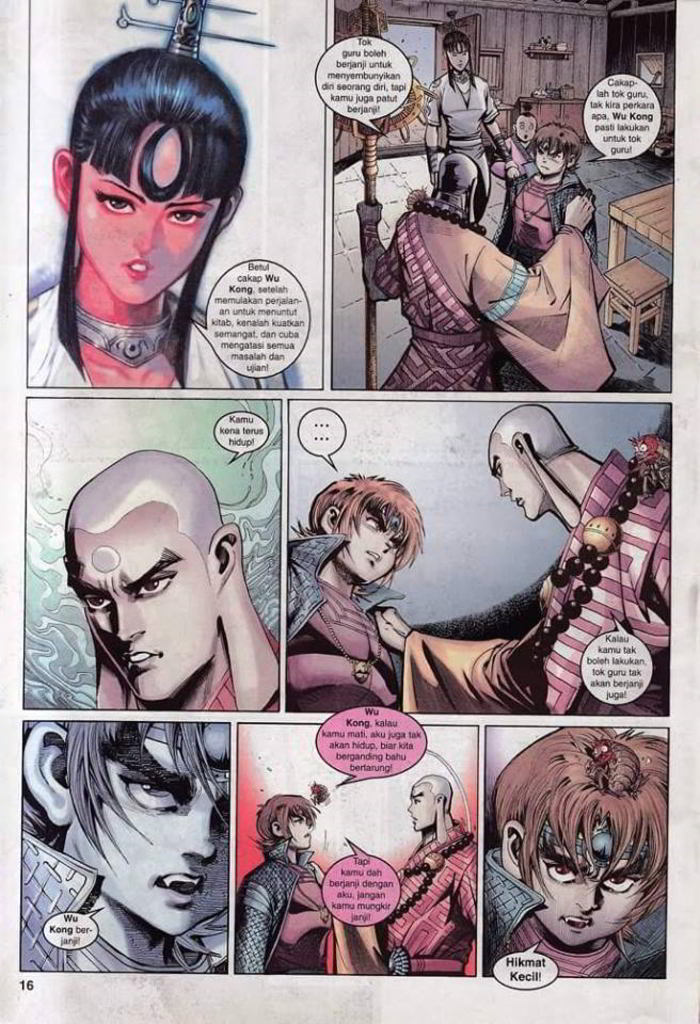 Betul
cakap Wu
Kong, setelah
memulakan perjalan-
an untuk menuntut
kitab, kenalah kuatkan
semangat, dan cuba
mengatasi semua
masalah dan
ujian!
Tok
guru boleh
berjanji untuk
menyembunyikan
diri seorang diri, tapi
kamu juga patut
berjanji!
Cakap-
lah tok guru,
tak kira perkara
apa, Wu Kong
pasti lakukan
untuk tok
guru!
Kamu
kena terus
hidup!
...
...
Kalau
kamu tak
boleh lakukan,
tok guru tak
akan berjanji
juga!
Wu
Kong ber-
janji!
Wu
Kong, kalau
kamu mati, aku juga tak
akan hidup, biar kita
berganding bahu
bertarung!
Tapi
kamu dah
berjanji dengan
aku, jangan
kamu mungkir
janji!
Hikmat
Kecil!
16